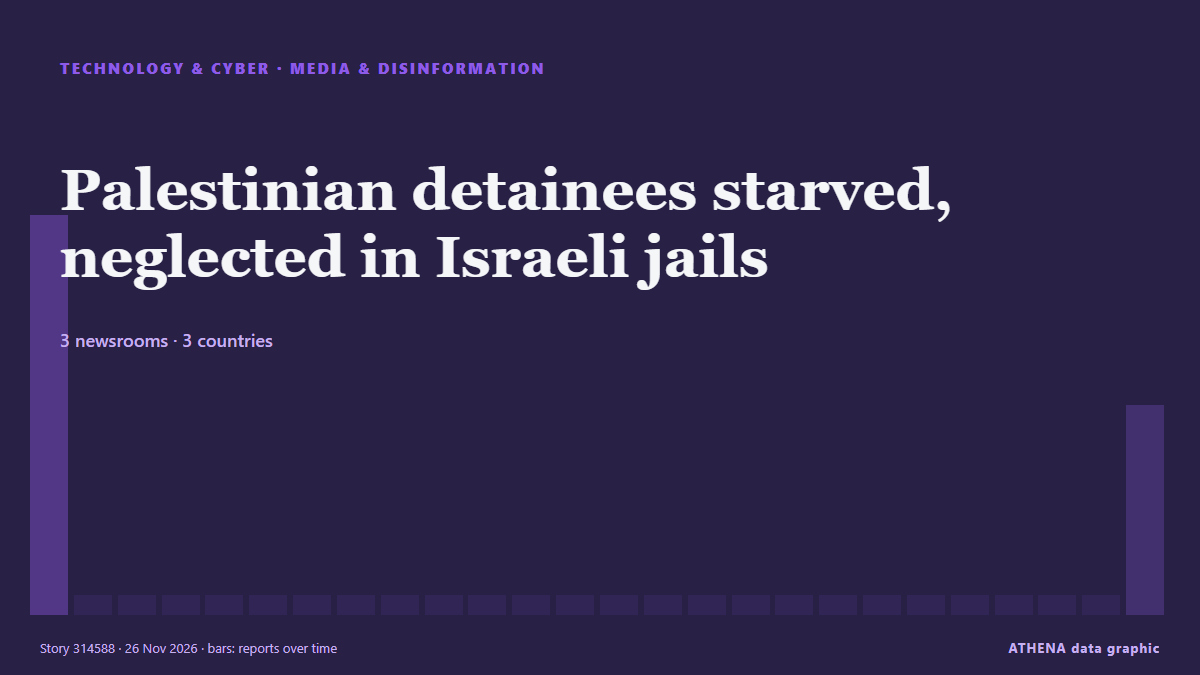 TECHNOLOGY & CYBER · MEDIA & DISINFORMATION
Palestinian detainees starved,
neglected in Israeli jails
3 newsrooms · 3 countries
Story 314588 · 26 Nov 2026 · bars: reports over time
ATHENA data graphic